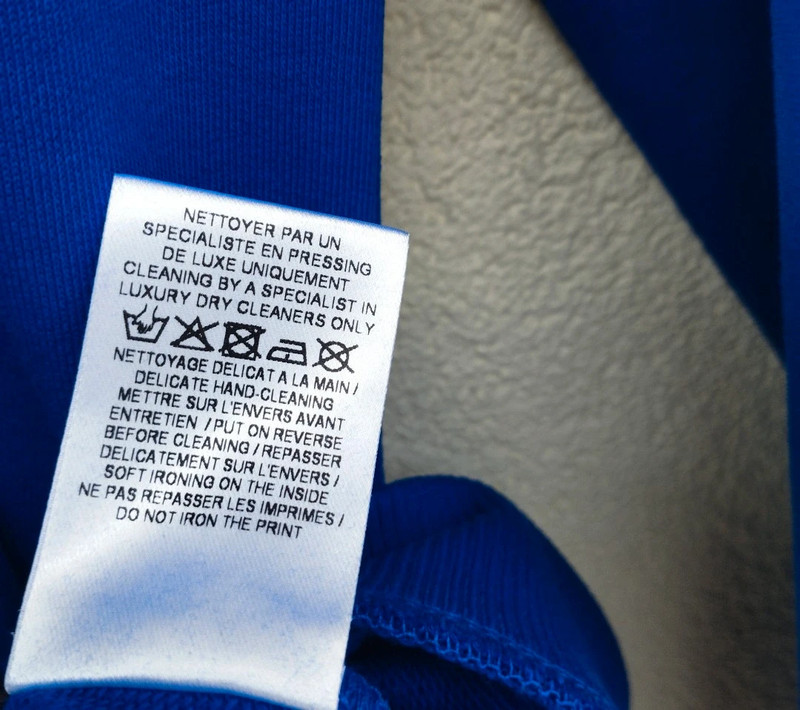 NETTOYER PAR UN
SPECIALISTE EN PRESSING
DE LUXE UNIQUEMENT
CLEANING BY A SPECIALIST IN
LUXURY DRY CLEANERS ONLY
NETTOYAGE DELICAT A LA MAIN /
DELICATE HAND-CLEANING
METTRE SUR L'ENVERS AVANT
ENTRETIEN / PUT ON REVERSE
BEFORE CLEANING / REPASSER
DELICATEMENT SUR L'ENVERS /
SOFT IRONING ON THE INSIDE
NE PAS REPASSER LES IMPRIMES /
DO NOT IRON THE PRINT